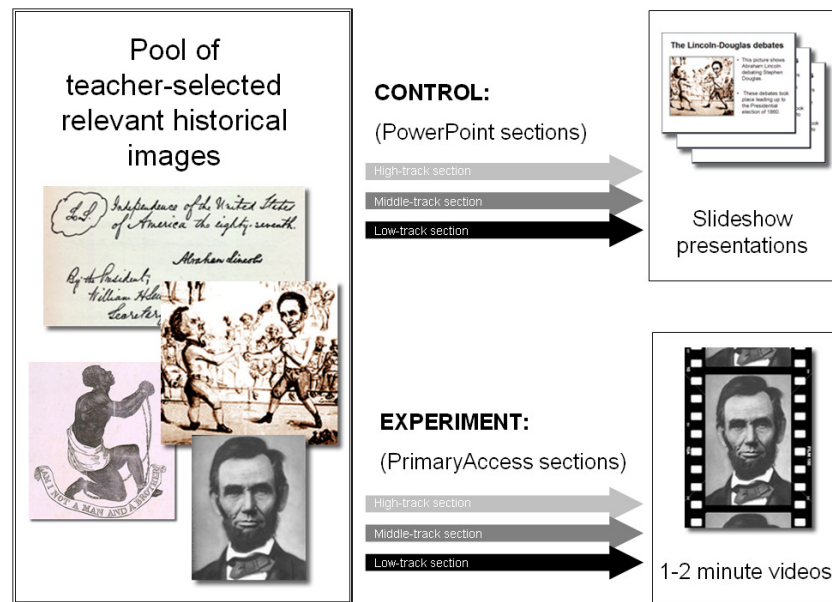 Pool of
teacher-selected
relevant historical
images
L.S.
Independence of the United States
of America the eighty-seventh.
Abraham Lincoln
By the President;
William H
Secretary
AM I NOT A MAN AND A BROTHER
CONTROL:
(PowerPoint sections)
High-track section
Middle-track section
Low-track section
The Lincoln-Douglas debates
• This picture shows
Abraham Lincoln
debating Stephen
Douglas.
• These debates took
place leading up to
the Presidential
election of 1860.
Slideshow
presentations
EXPERIMENT:
(PrimaryAccess sections)
High-track section
Middle-track section
Low-track section
1-2 minute videos